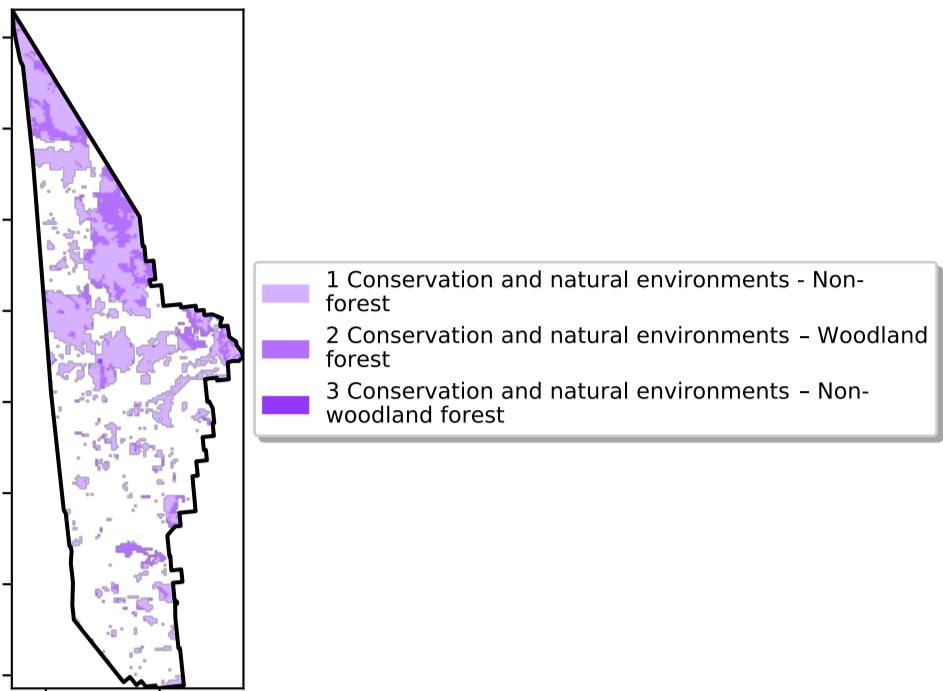 1 Conservation and natural environments - Non-
forest
2 Conservation and natural environments – Woodland
forest
3 Conservation and natural environments – Non-
woodland forest